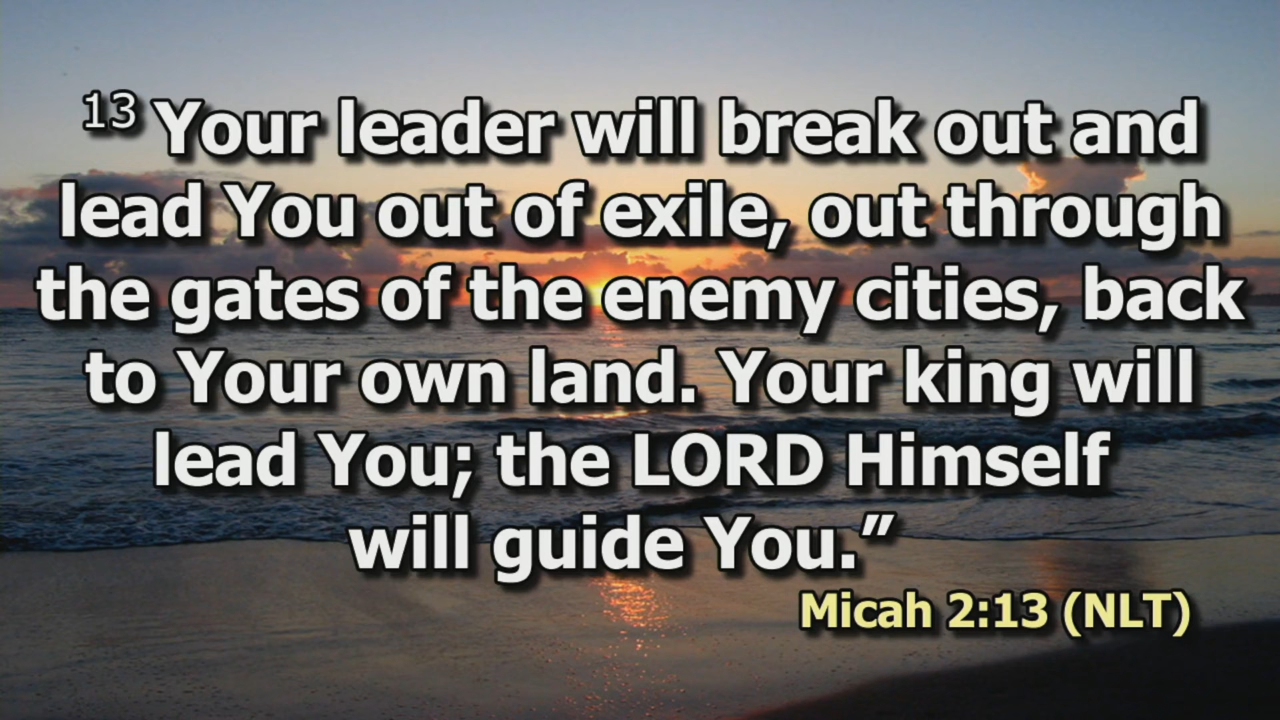 13 Your leader will break out and
lead You out of exile, out through
the gates of the enemy cities, back
to Your own land. Your king will
lead You; the LORD Himself
will guide You.”
Micah 2:13 (NLT)